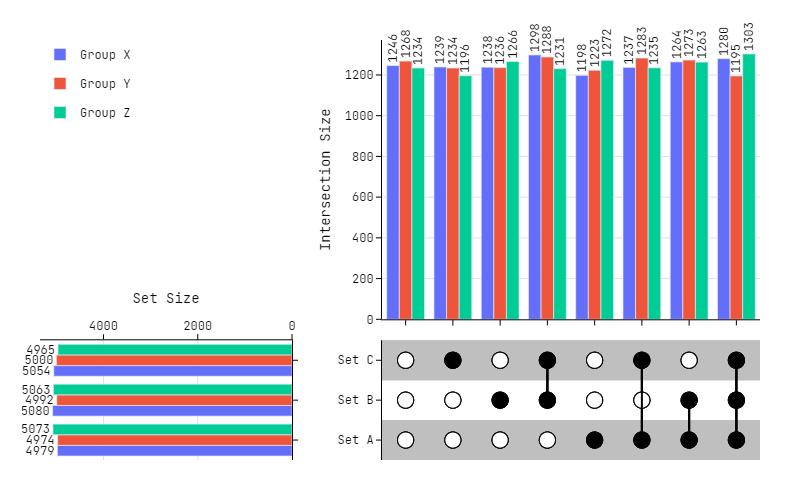 Group X
Group Y
Group Z
Intersection Size
1200
1000
800
600
400
200
0
1246 1268 1234 1239 1234 1196 1238 1236 1266 1298 1288 1231 1198 1223 1272 1237 1283 1235 1264 1273 1263 1280 1195 1303
Set Size
4000 2000 0
4965
5000
5054
5063
4992
5080
5073
4974
4979
Set C
Set B
Set A